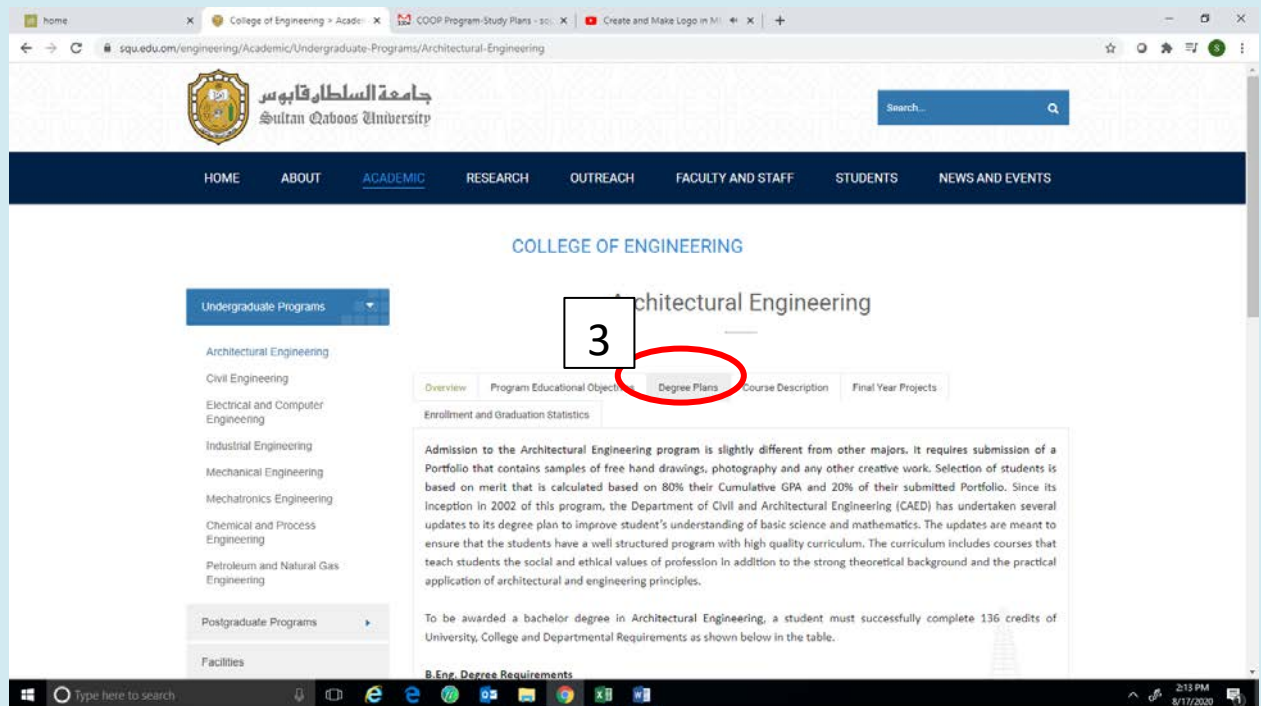 home
College of Engineering > Acade
COOP Program-Study Plans - so
Create and Make Logo in Mi
squ.edu.om/engineering/Academic/Undergraduate-Programs/Architectural-Engineering
جامعة السلطان قابوس
Sultan Qaboos University
Search...
HOME ABOUT ACADEMIC RESEARCH OUTREACH FACULTY AND STAFF STUDENTS NEWS AND EVENTS
COLLEGE OF ENGINEERING
Undergraduate Programs
Architectural Engineering
Civil Engineering
Electrical and Computer
Engineering
Industrial Engineering
Mechanical Engineering
Mechatronics Engineering
Chemical and Process
Engineering
Petroleum and Natural Gas
Engineering
Postgraduate Programs
Facilities
Architectural Engineering
3
Overview Program Educational Objectives Degree Plans Course Description Final Year Projects
Enrollment and Graduation Statistics
Admission to the Architectural Engineering program is slightly different from other majors. It requires submission of a
Portfolio that contains samples of free hand drawings, photography and any other creative work. Selection of students is
based on merit that is calculated based on 80% their Cumulative GPA and 20% of their submitted Portfolio. Since its
Inception in 2002 of this program, the Department of Civil and Architectural Engineering (CAED) has undertaken several
updates to its degree plan to improve student's understanding of basic science and mathematics. The updates are meant to
ensure that the students have a well structured program with high quality curriculum. The curriculum includes courses that
teach students the social and ethical values of profession in addition to the strong theoretical background and the practical
application of architectural and engineering principles.
To be awarded a bachelor degree in Architectural Engineering, a student must successfully complete 136 credits of
University, College and Departmental Requirements as shown below in the table.
B.Eng. Degree Requirements
Type here to search
2:13 PM
8/17/2020